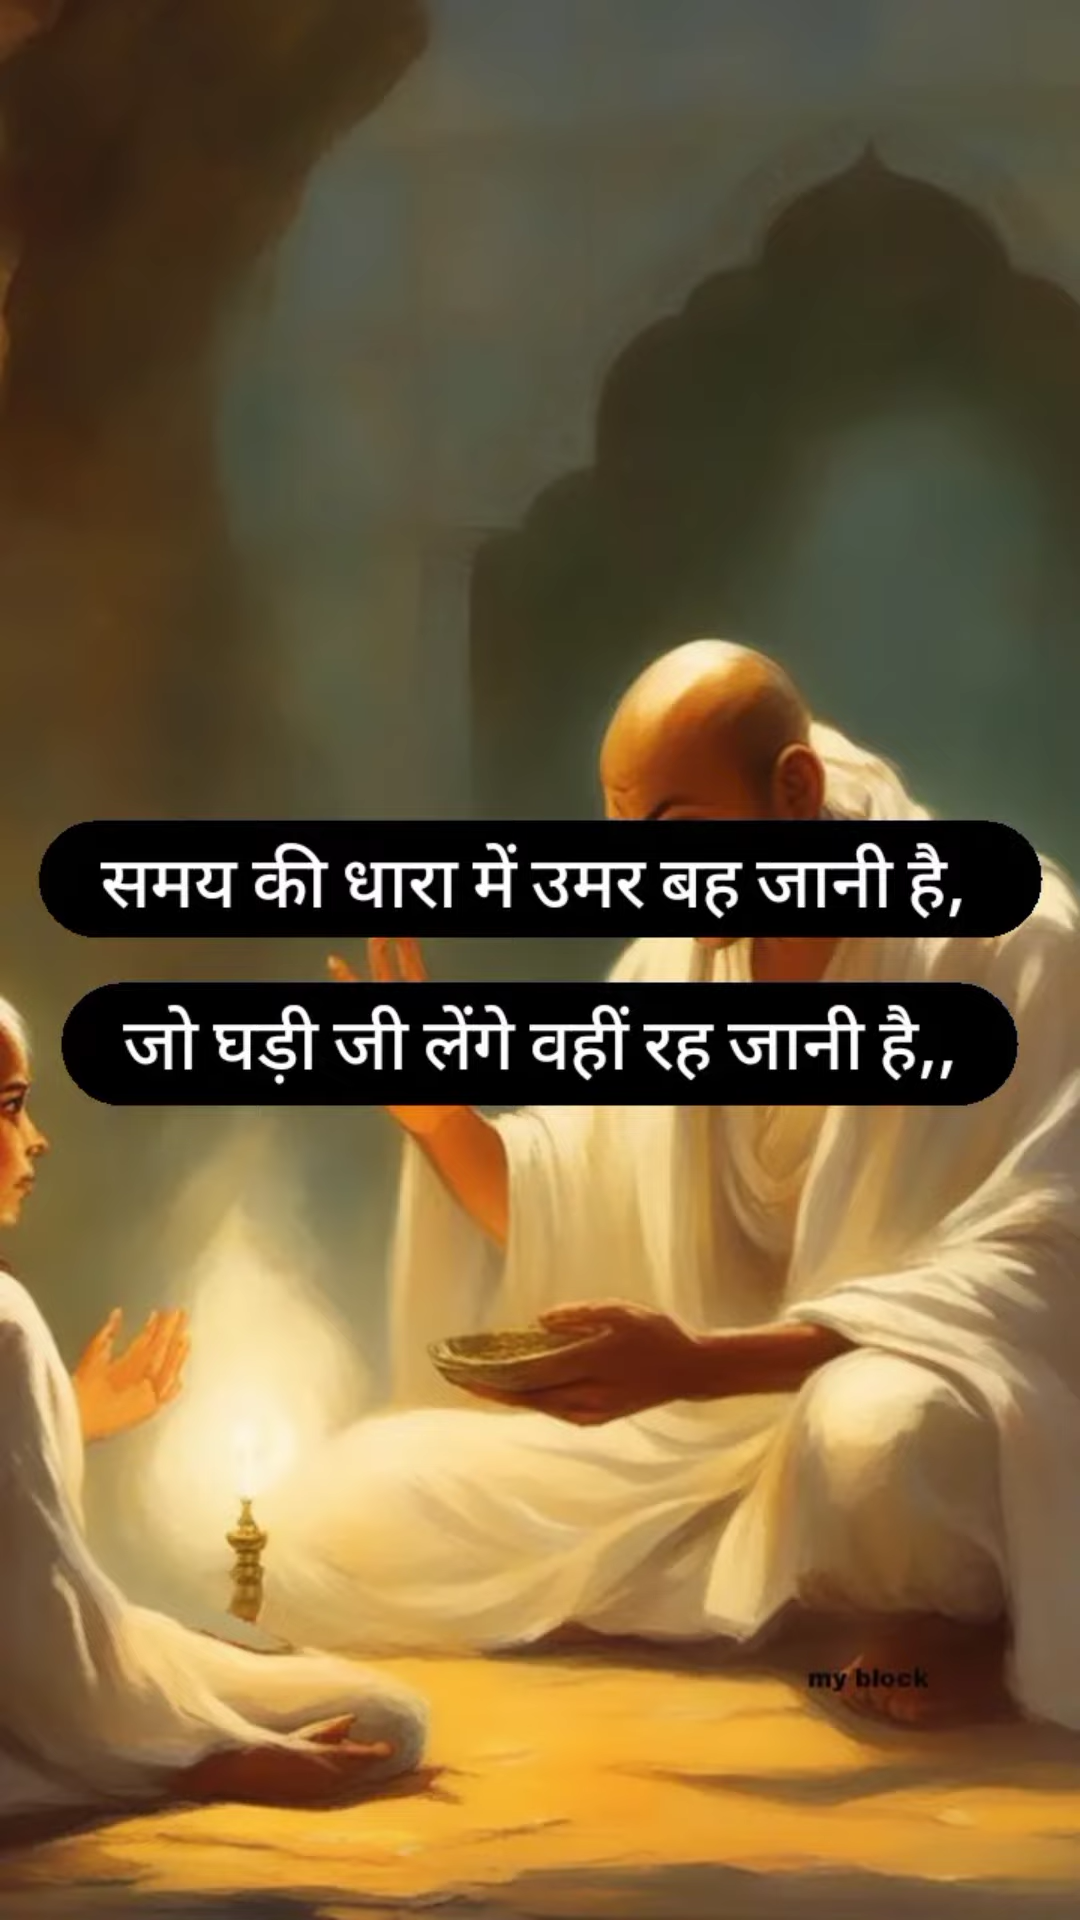 समय की धारा में उमर बह जानी है,
जो घड़ी जी लेंगे वहीं रह जानी है,,
my block